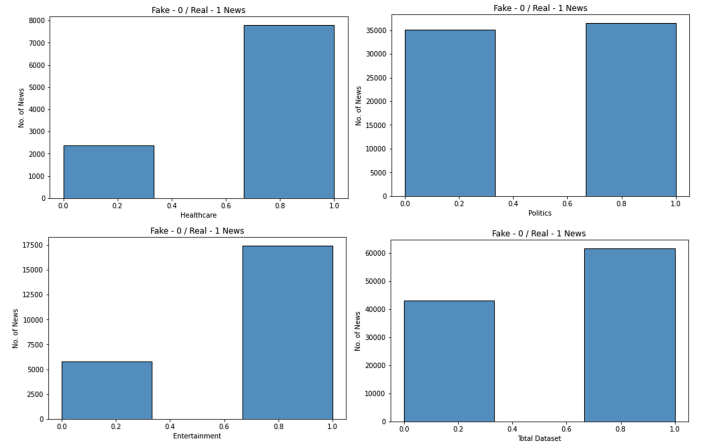 Fake - 0 / Real - 1 News
8000
7000
6000
5000
4000
3000
2000
1000
0
No. of News
0.0 0.2 0.4 0.6 0.8 1.0
Healthcare
Fake - 0 / Real - 1 News
35000
30000
25000
20000
15000
10000
5000
0
No. of News
0.0 0.2 0.4 0.6 0.8 1.0
Politics
Fake - 0 / Real - 1 News
17500
15000
12500
10000
7500
5000
2500
0
No. of News
0.0 0.2 0.4 0.6 0.8 1.0
Entertainment
Fake - 0 / Real - 1 News
60000
50000
40000
30000
20000
10000
0
No. of News
0.0 0.2 0.4 0.6 0.8 1.0
Total Dataset